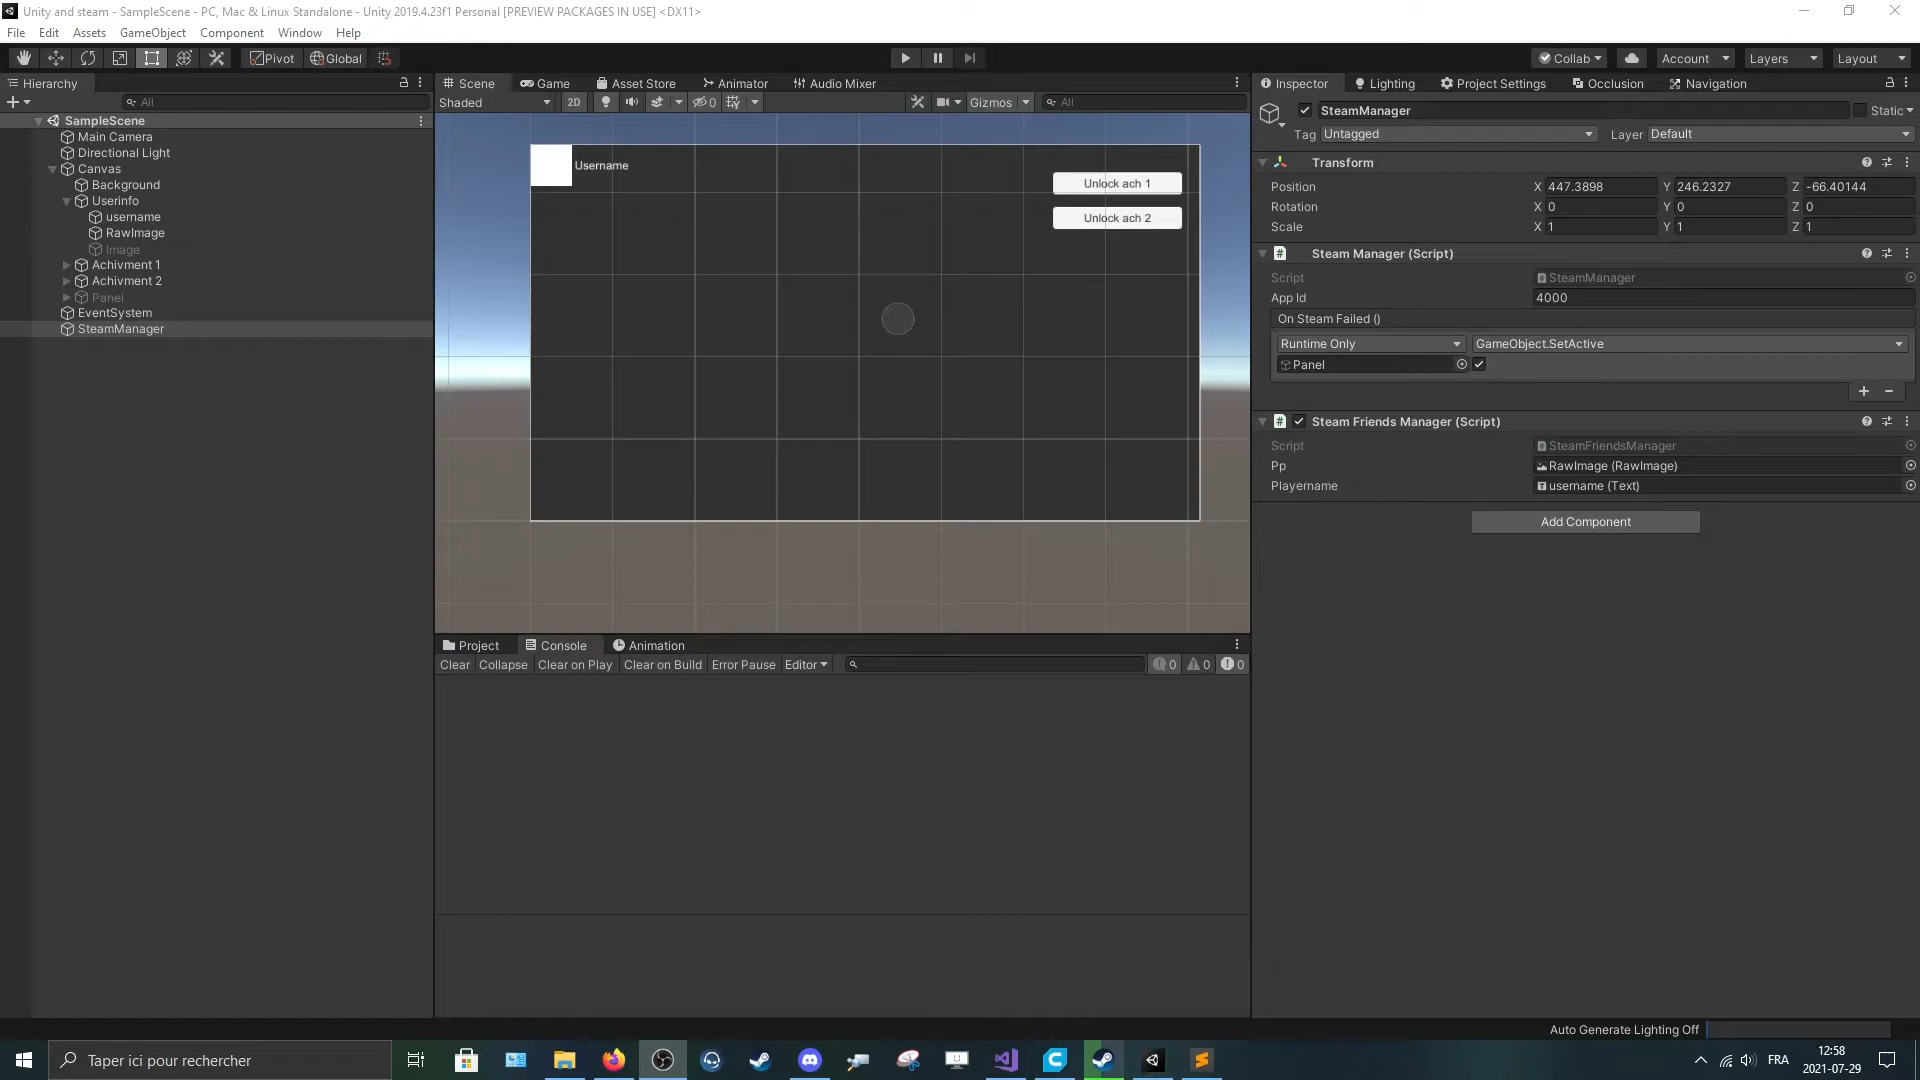 Unity and steam - SampleScene - PC, Mac & Linux Standalone - Unity 2019.4.23f1 Personal [PREVIEW PACKAGES IN USE] <DX11>
File Edit Assets GameObject Component Window Help
Pivot Global Collab Account Layers Layout
Hierarchy
All
SampleScene
Main Camera
Directional Light
Canvas
Background
Userinfo
username
RawImage
Image
Achivment 1
Achivment 2
Panel
EventSystem
SteamManager
Scene Game Asset Store Animator Audio Mixer
Shaded 2D 0 Gizmos All
Username
Unlock ach 1
Unlock ach 2
Project Console Animation
Clear Collapse Clear on Play Clear on Build Error Pause Editor 0 0 0
Inspector Lighting Project Settings Occlusion Navigation
SteamManager Static
Tag Untagged Layer Default
Transform
Position X 447.3898 Y 246.2327 Z -66.40144
Rotation X 0 Y 0 Z 0
Scale X 1 Y 1 Z 1
Steam Manager (Script)
Script SteamManager
App Id 4000
On Steam Failed ()
Runtime Only GameObject.SetActive
Panel
Steam Friends Manager (Script)
Script SteamFriendsManager
Pp RawImage (RawImage)
Playername username (Text)
Add Component
Auto Generate Lighting Off
Taper ici pour rechercher
FRA
12:58
2021-07-29